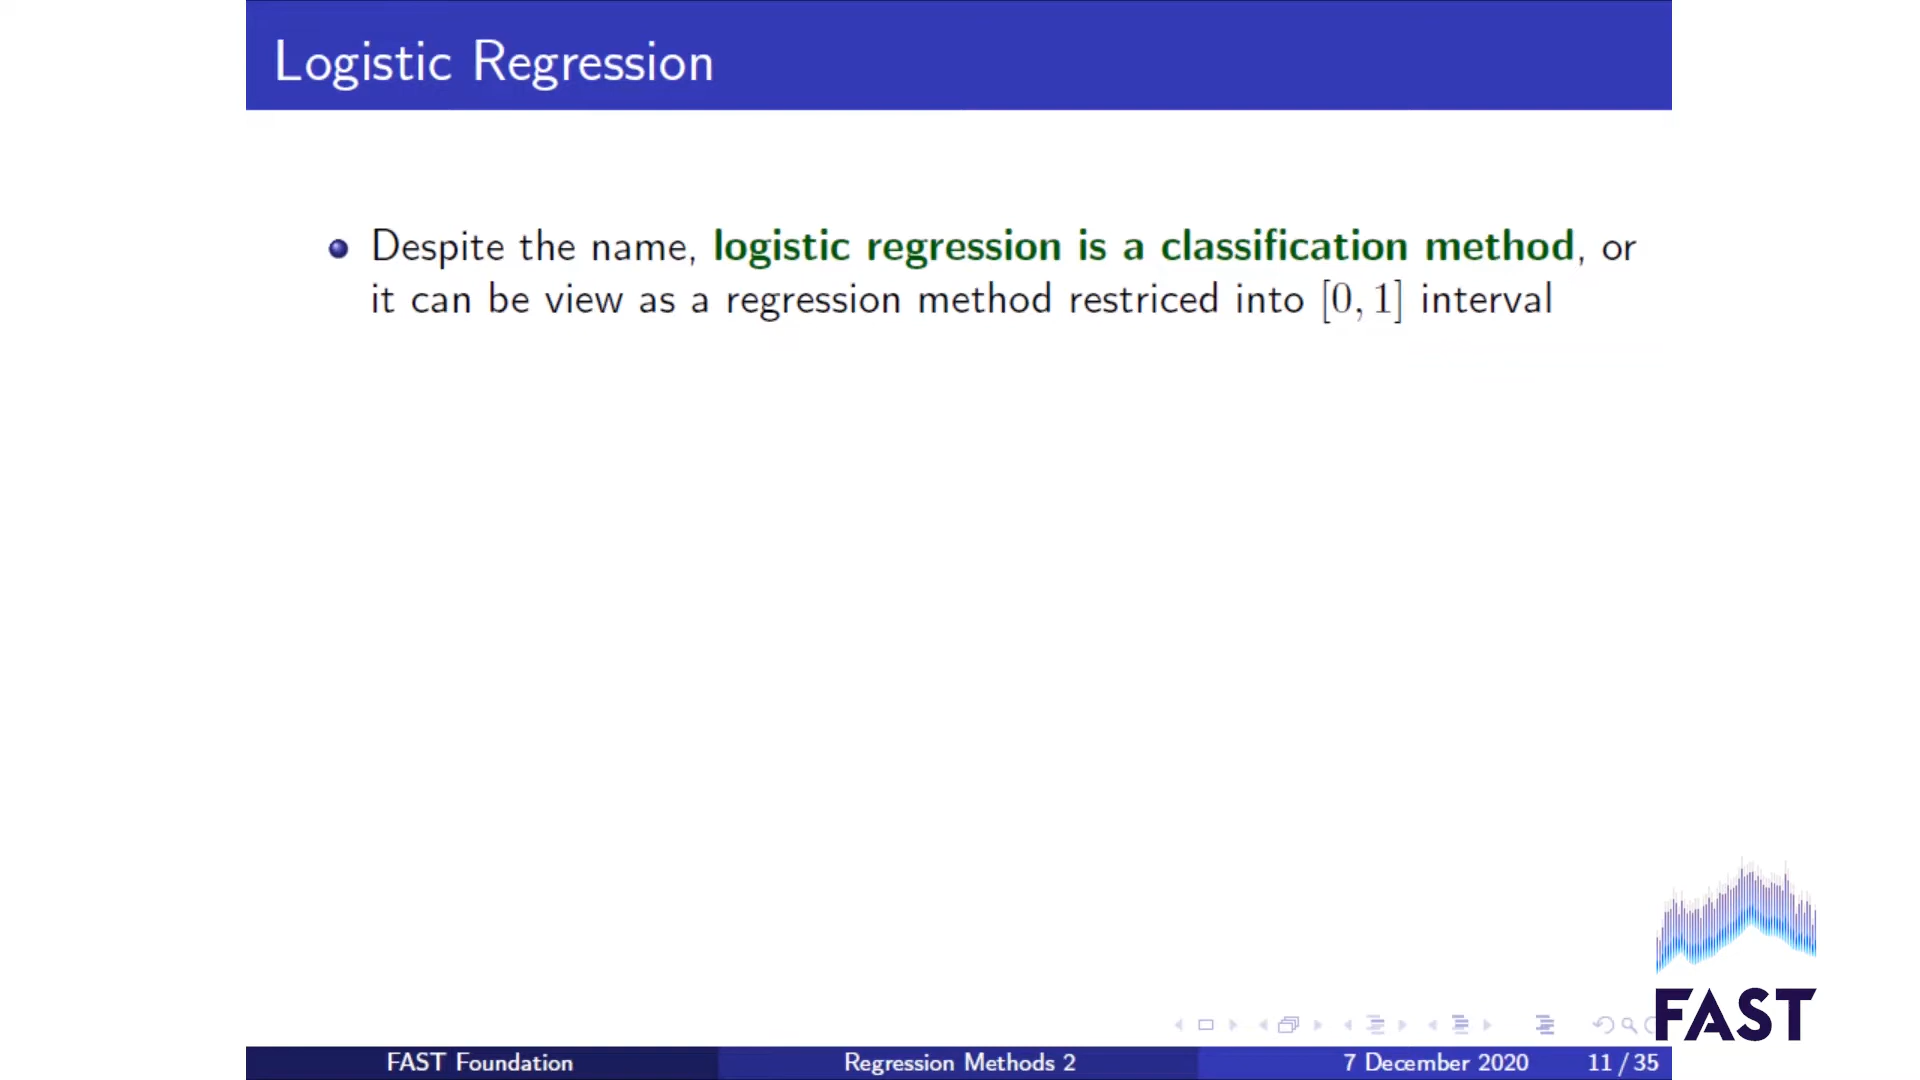 Logistic Regression
Despite the name, logistic regression is a classification method, or
it can be view as a regression method restriced into [0, 1] interval
FAST
FAST Foundation
Regression Methods 2
7 December 2020
11 / 35